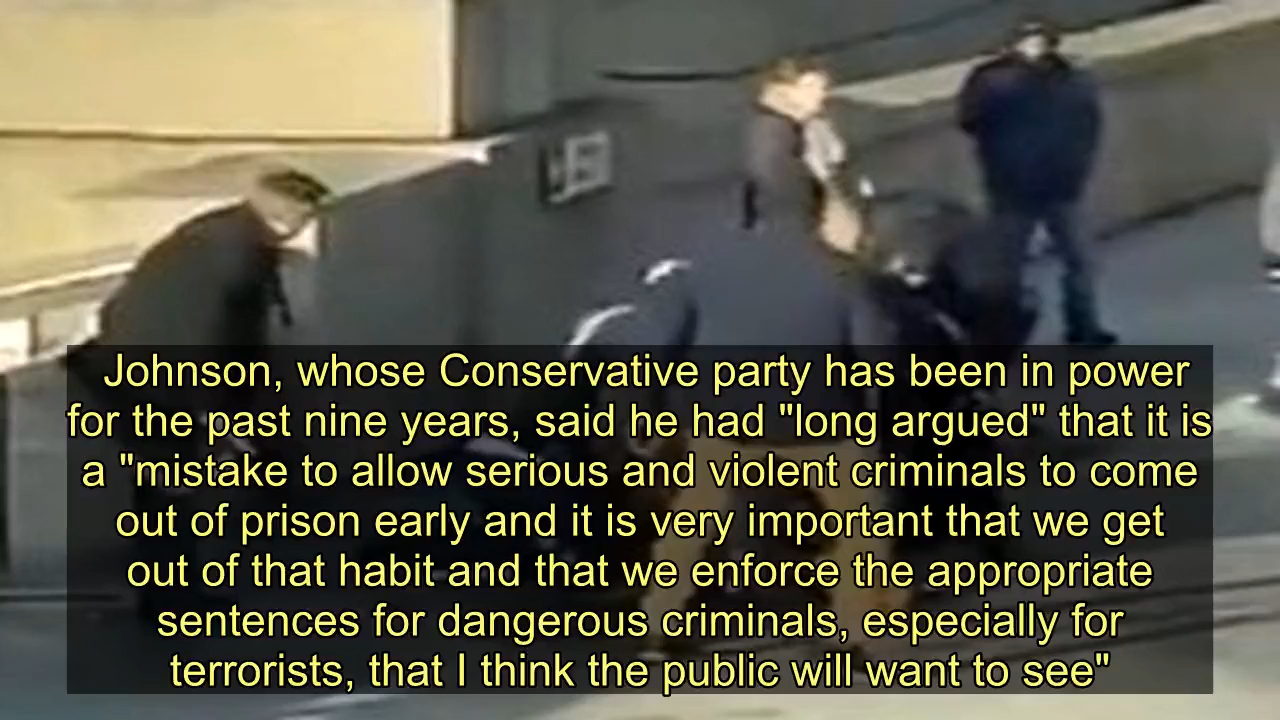 Johnson, whose Conservative party has been in power
for the past nine years, said he had "long argued" that it is
a "mistake to allow serious and violent criminals to come
out of prison early and it is very important that we get
out of that habit and that we enforce the appropriate
sentences for dangerous criminals, especially for
terrorists, that I think the public will want to see"